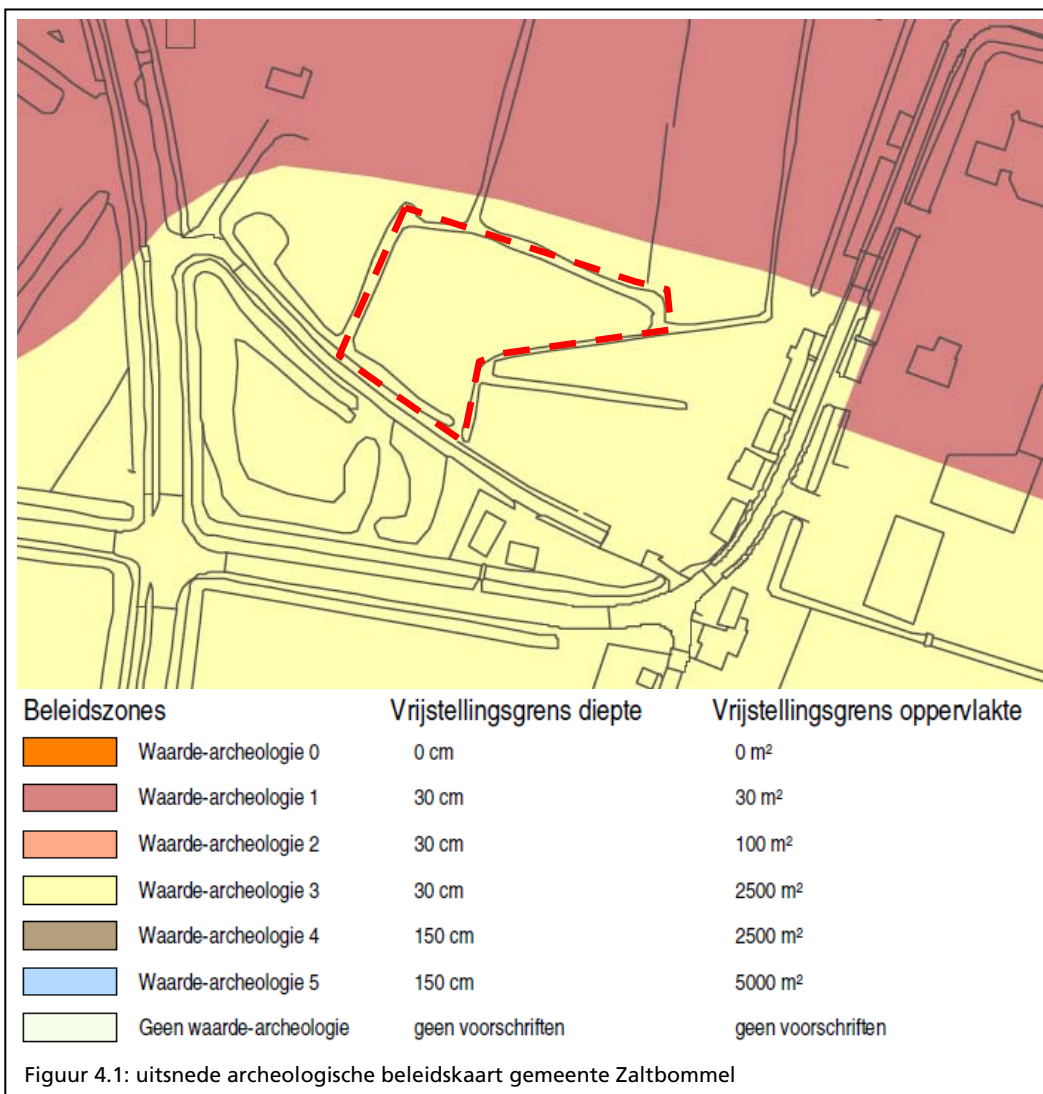 Beleidszones Vrijstellingsgrens diepte Vrijstellingsgrens oppervlakte
Waarde-archeologie 0 0 cm 0 m²
Waarde-archeologie 1 30 cm 30 m²
Waarde-archeologie 2 30 cm 100 m²
Waarde-archeologie 3 30 cm 2500 m²
Waarde-archeologie 4 150 cm 2500 m²
Waarde-archeologie 5 150 cm 5000 m²
Geen waarde-archeologie geen voorschriften geen voorschriften
Figuur 4.1: uitsnede archeologische beleidskaart gemeente Zaltbommel